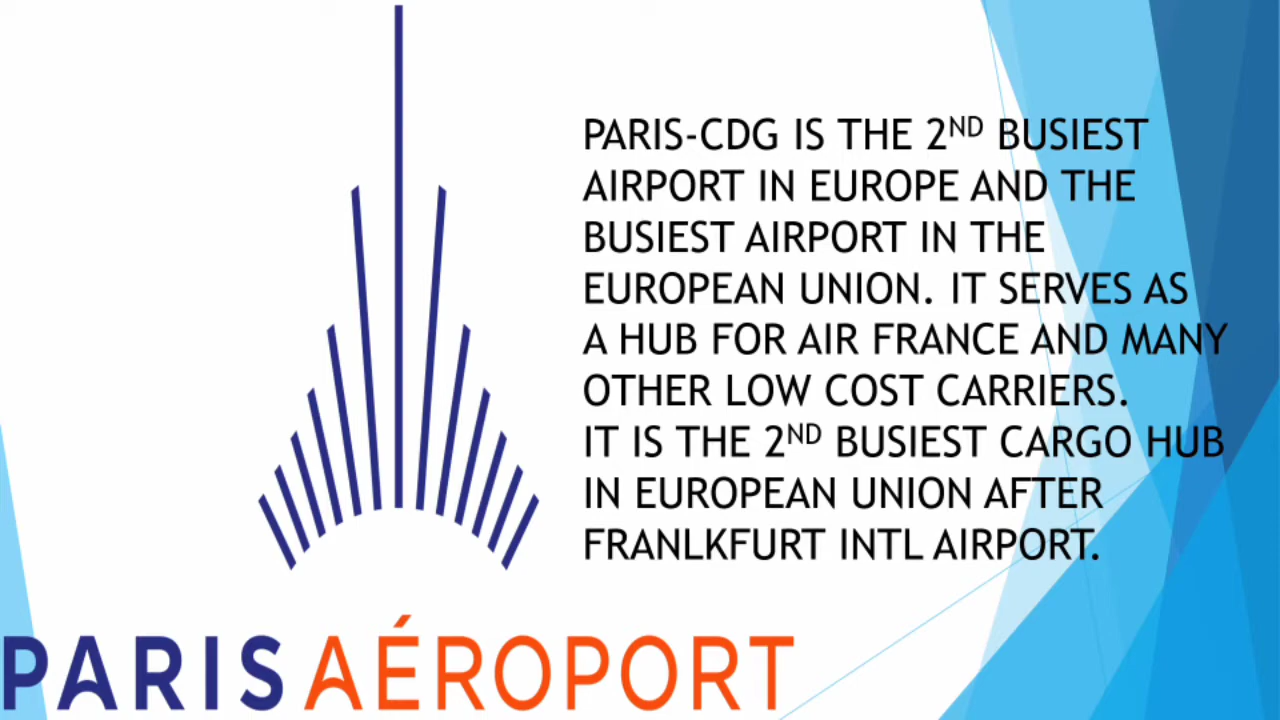 PARIS-CDG IS THE 2ND BUSIEST
AIRPORT IN EUROPE AND THE
BUSIEST AIRPORT IN THE
EUROPEAN UNION. IT SERVES AS
A HUB FOR AIR FRANCE AND MANY
OTHER LOW COST CARRIERS.
IT IS THE 2ND BUSIEST CARGO HUB
IN EUROPEAN UNION AFTER
FRANLKFURT INTL AIRPORT.
PARIS AÉROPORT